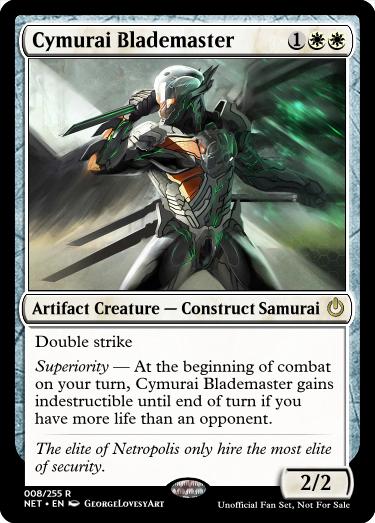 Cymurai Blademaster 1
Artifact Creature — Construct Samurai
Double strike
Superiority — At the beginning of combat
on your turn, Cymurai Blademaster gains
indestructible until end of turn if you
have more life than an opponent.
The elite of Netropolis only hire the most elite
of security.
2/2
008/255 R
NET • EN GeorgeLovesyArt
Unofficial Fan Set, Not For Sale